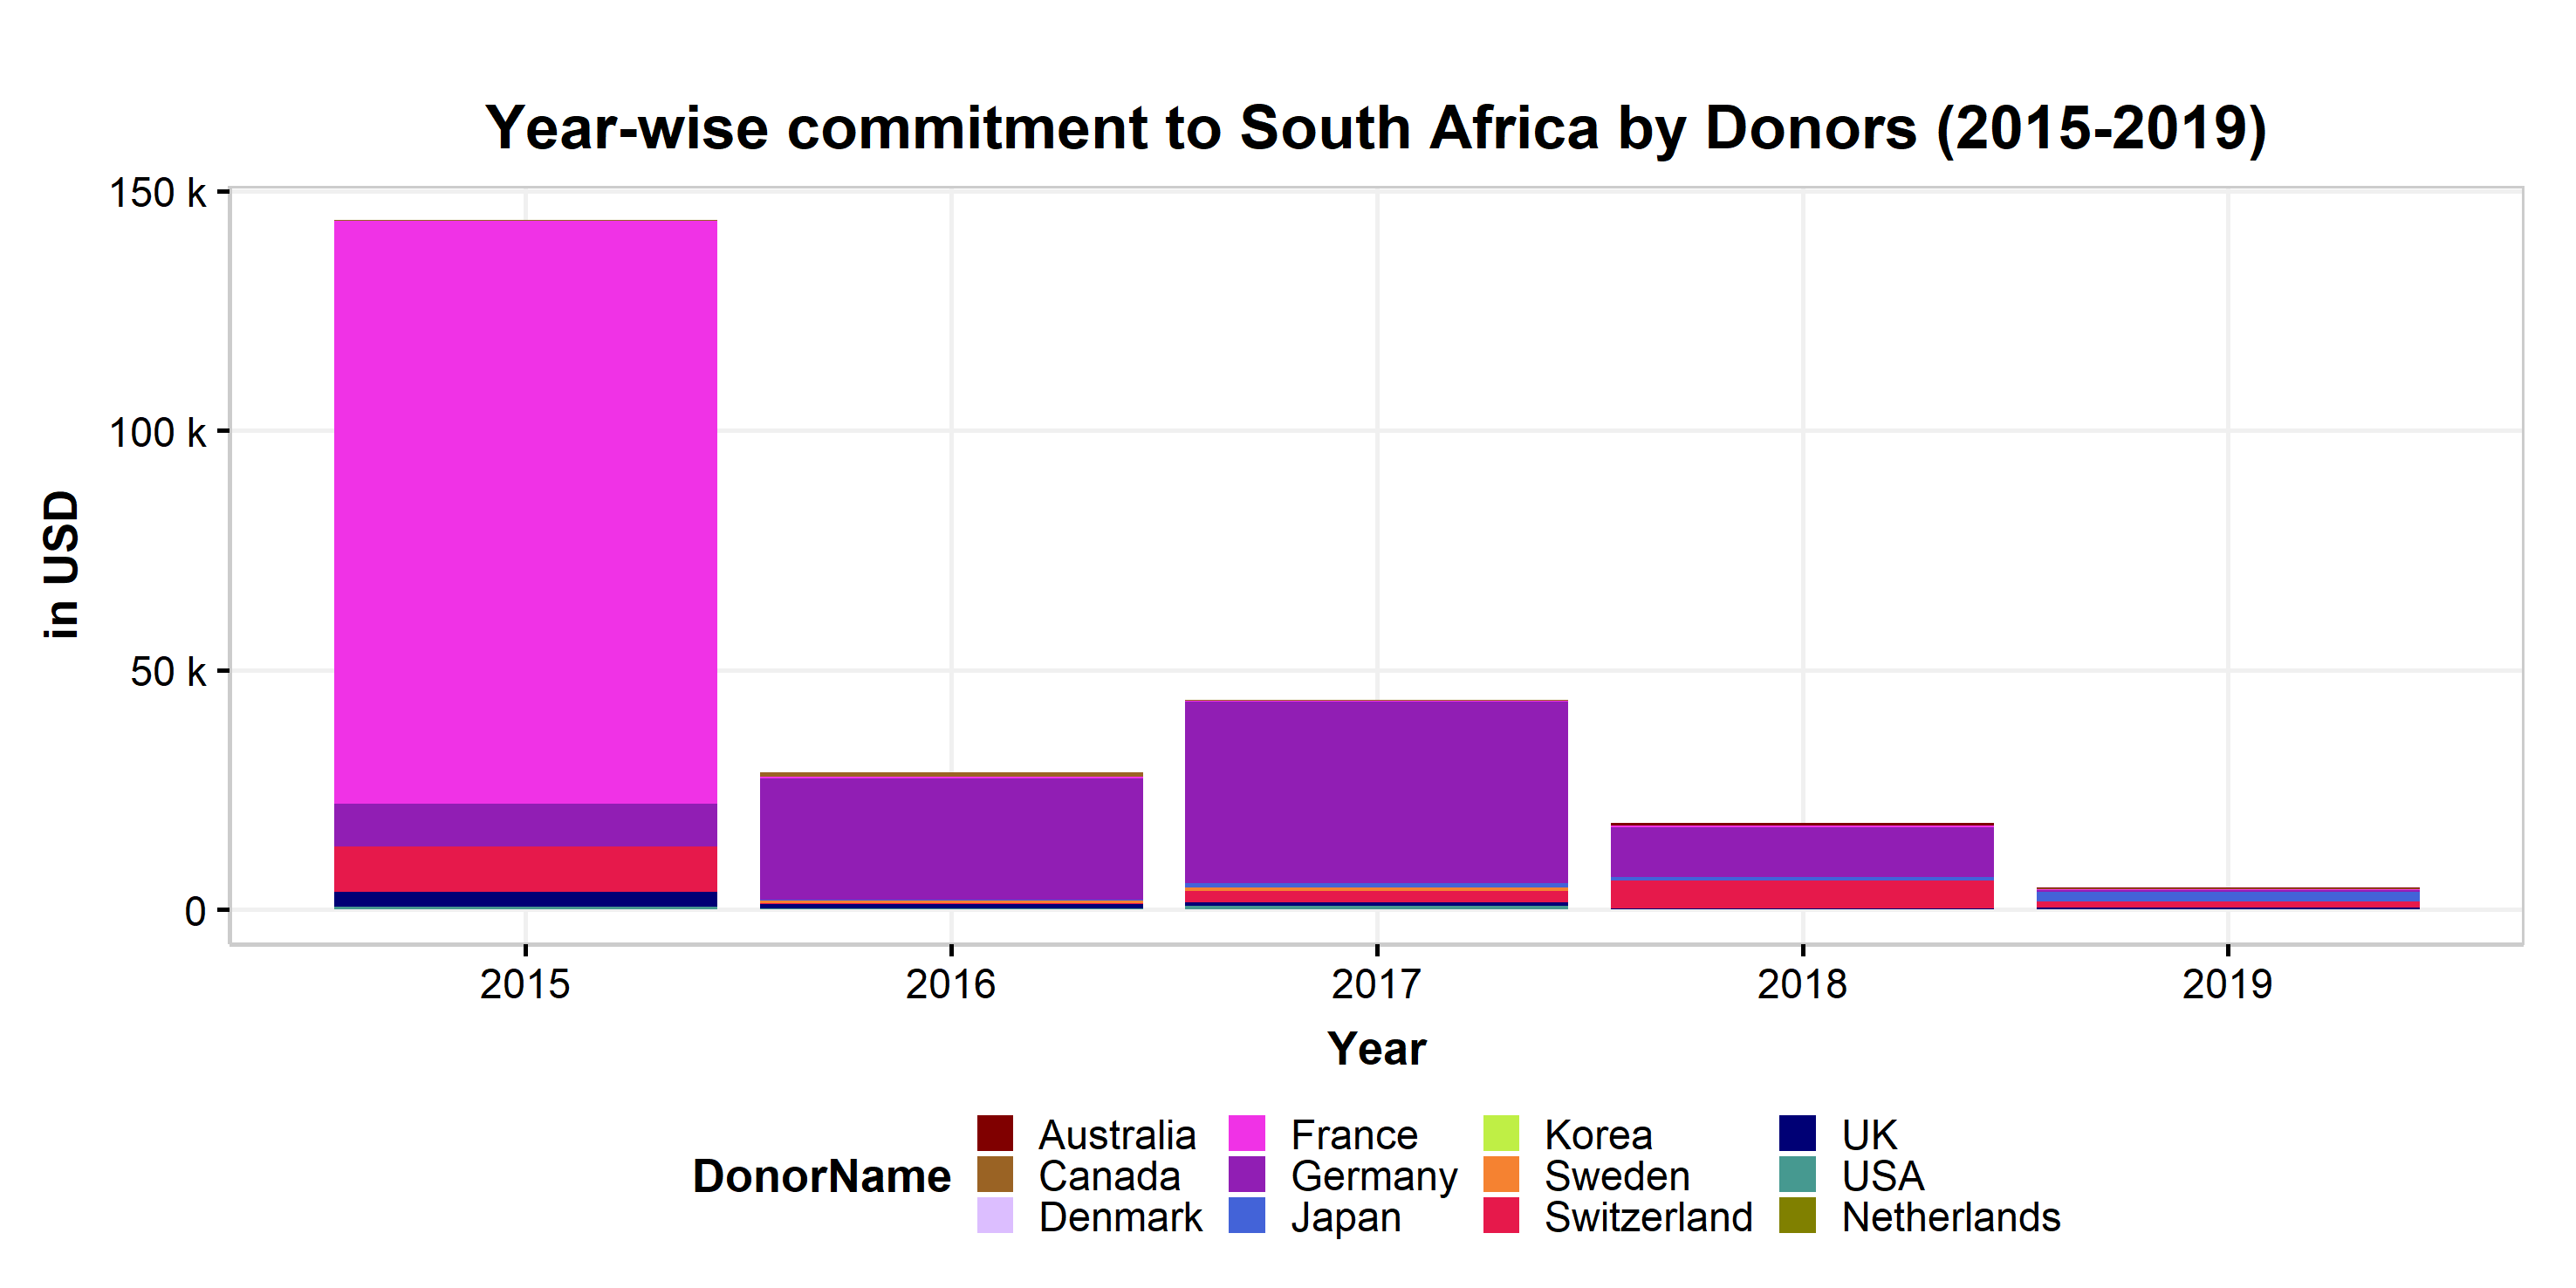 Year-wise commitment to South Africa by Donors (2015-2019)
150 k
100 k
50 k
0
in USD
2015 2016 2017 2018 2019
Year
DonorName
Australia France Korea UK
Canada Germany Sweden USA
Denmark Japan Switzerland Netherlands